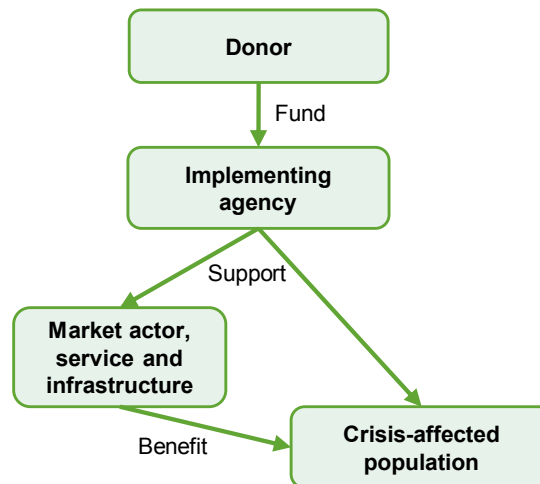 Donor
Fund
Implementing
agency
Support
Market actor,
service and
infrastructure
Benefit
Crisis-affected
population